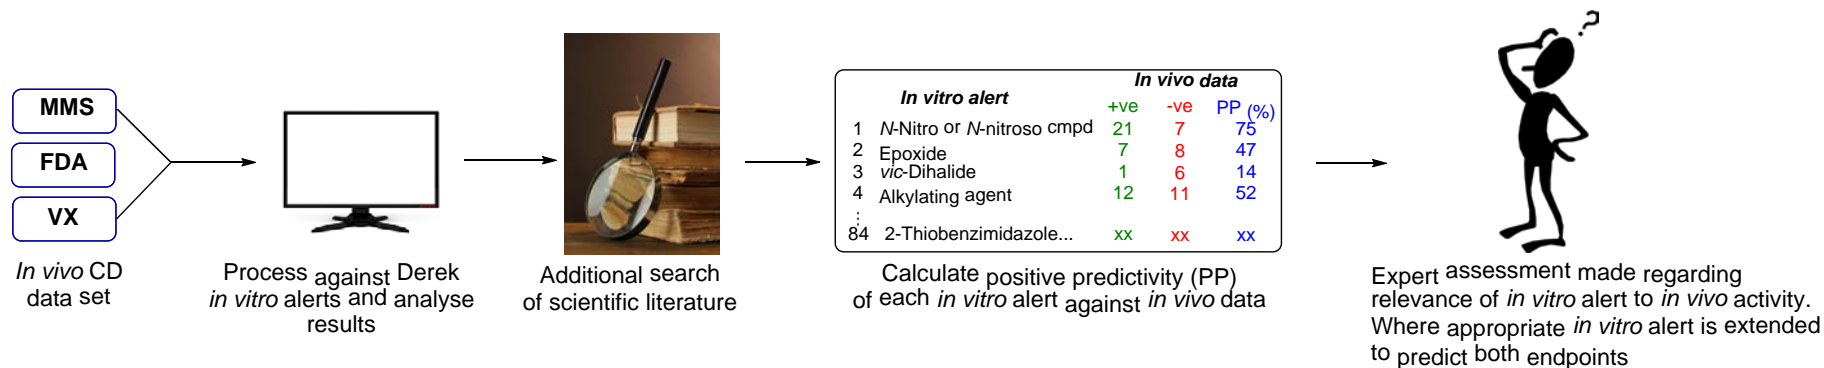 MMS
FDA
VX
In vivo CD
data set
Process against Derek
in vitro alerts and analyse
results
Additional search
of scientific literature
In vivo data
In vitro alert
+ve -ve PP (%)
1 N-Nitro or N-nitroso cmpd 21 7 75
2 Epoxide 7 8 47
3 vic-Dihalide 1 6 14
4 Alkylating agent 12 11 52
⋮
84 2-Thiobenzimidazole... xx xx xx
Calculate positive predictivity (PP)
of each in vitro alert against in vivo data
?
Expert assessment made regarding
relevance of in vitro alert to in vivo activity.
Where appropriate in vitro alert is extended
to predict both endpoints